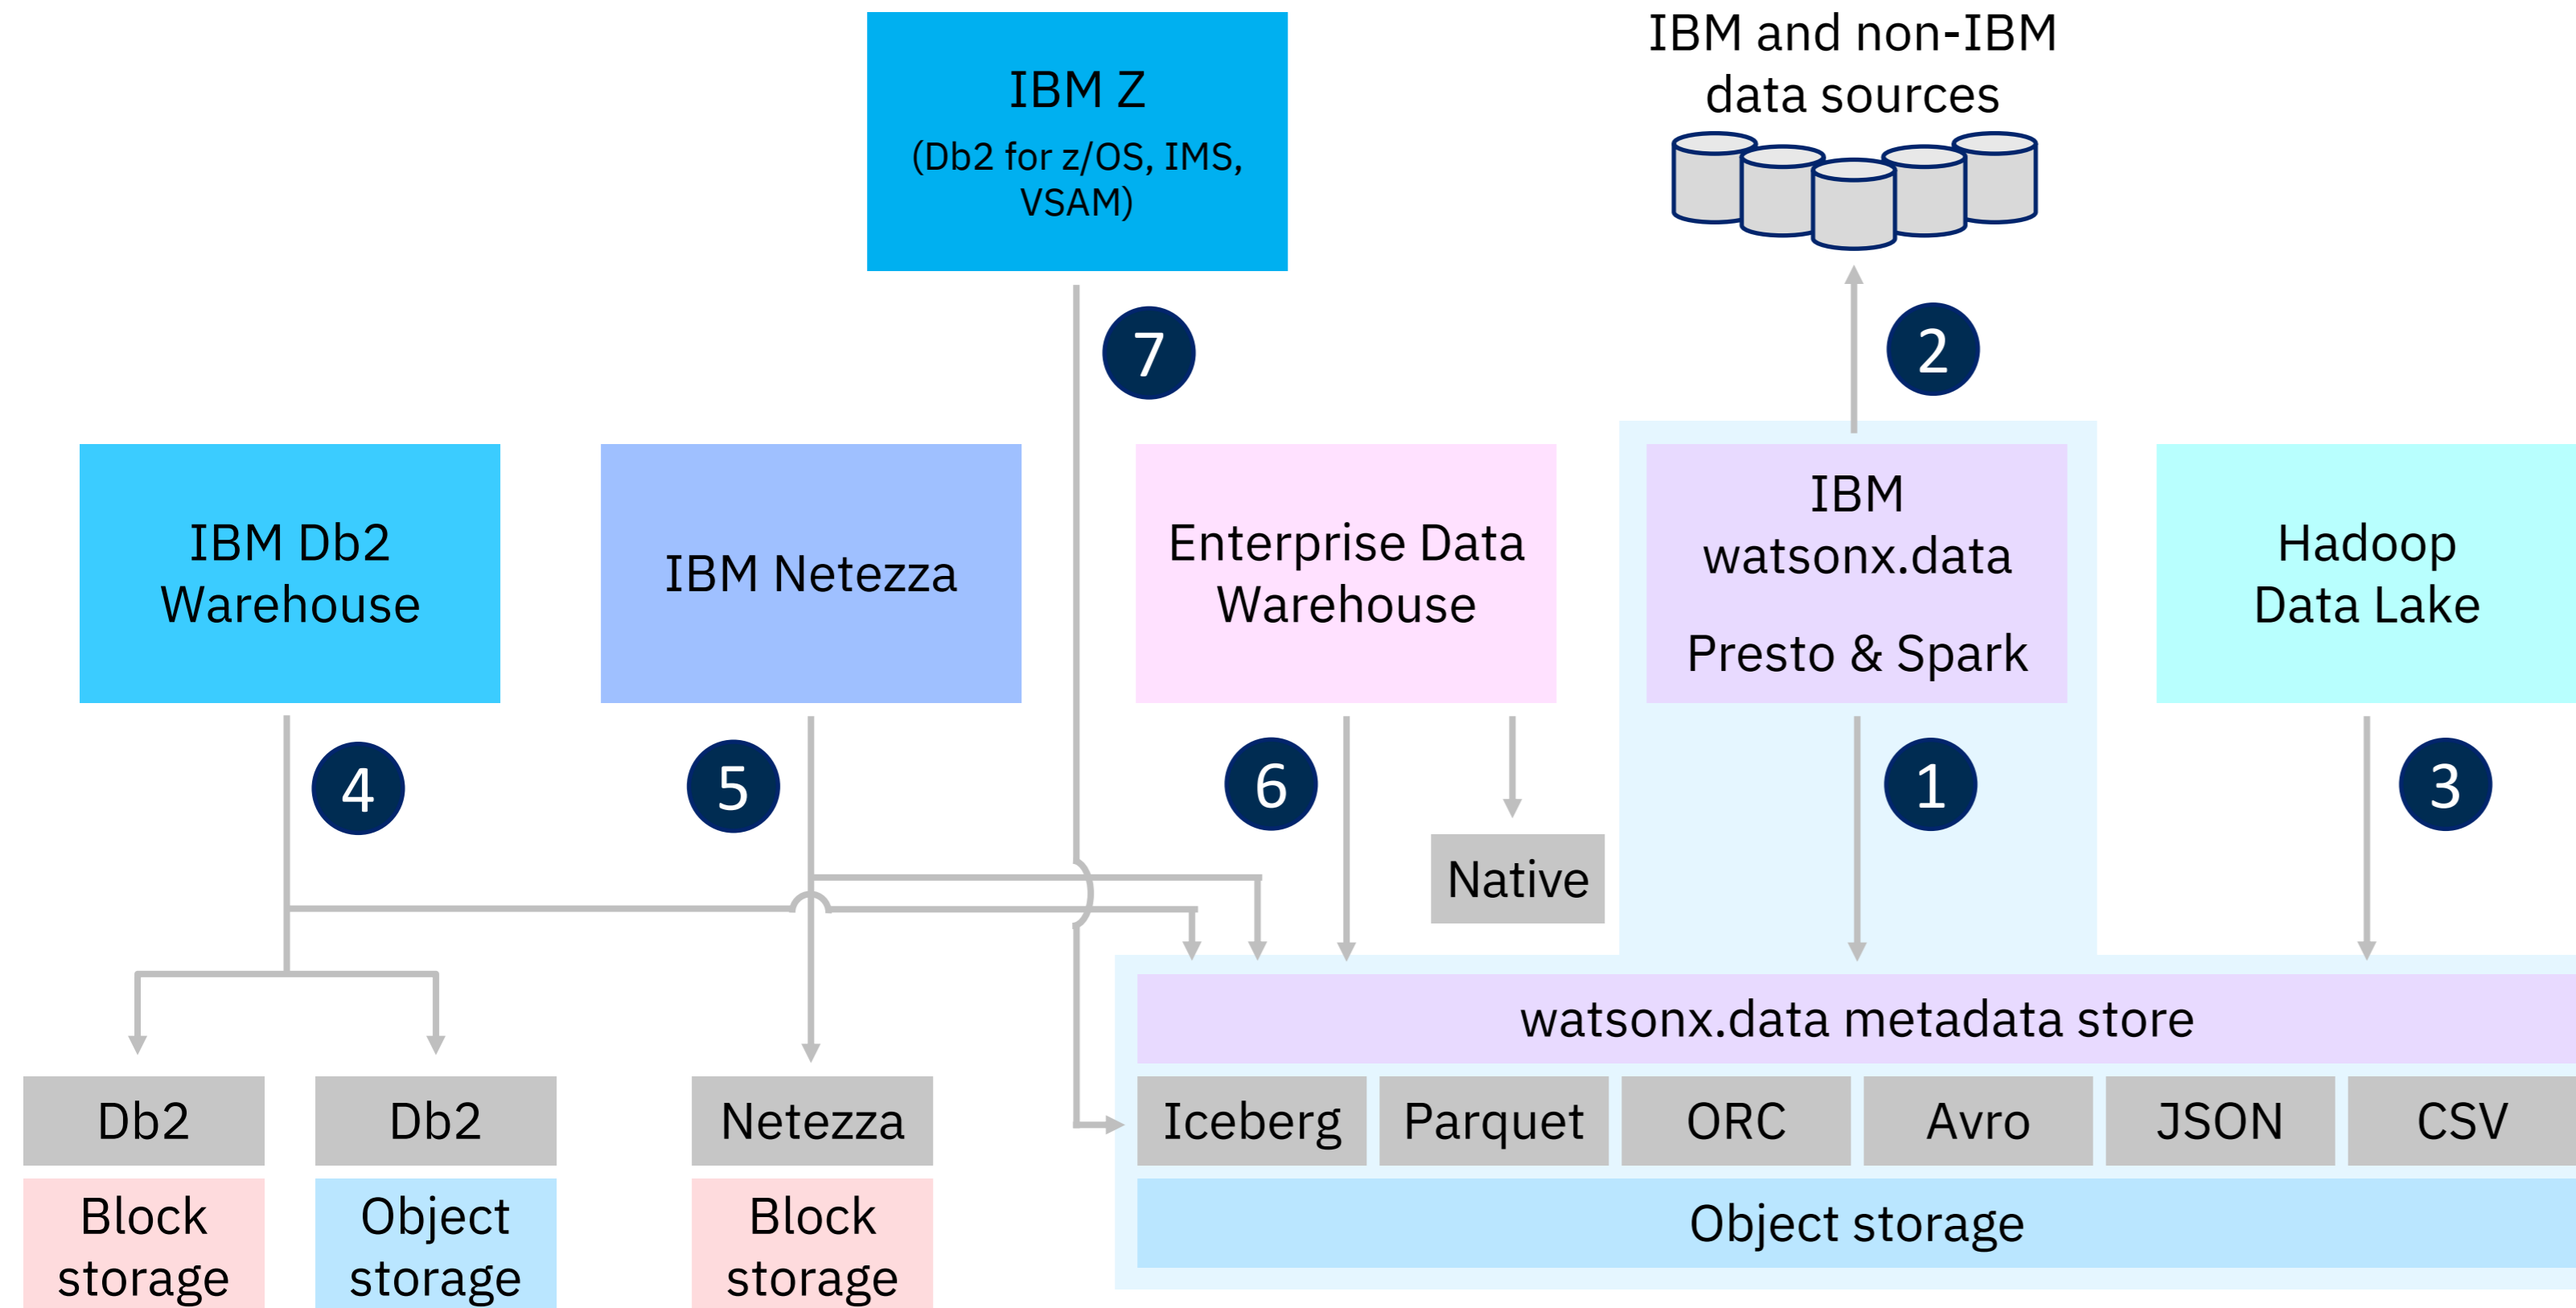 IBM Z
(Db2 for z/OS, IMS,
VSAM)
IBM and non-IBM
data sources
7
2
IBM Db2
Warehouse
IBM Netezza
Enterprise Data
Warehouse
IBM
watsonx.data
Presto & Spark
Hadoop
Data Lake
4
5
6
1
3
Native
watsonx.data metadata store
Db2
Db2
Netezza
Iceberg
Parquet
ORC
Avro
JSON
CSV
Block
storage
Object
storage
Block
storage
Object storage